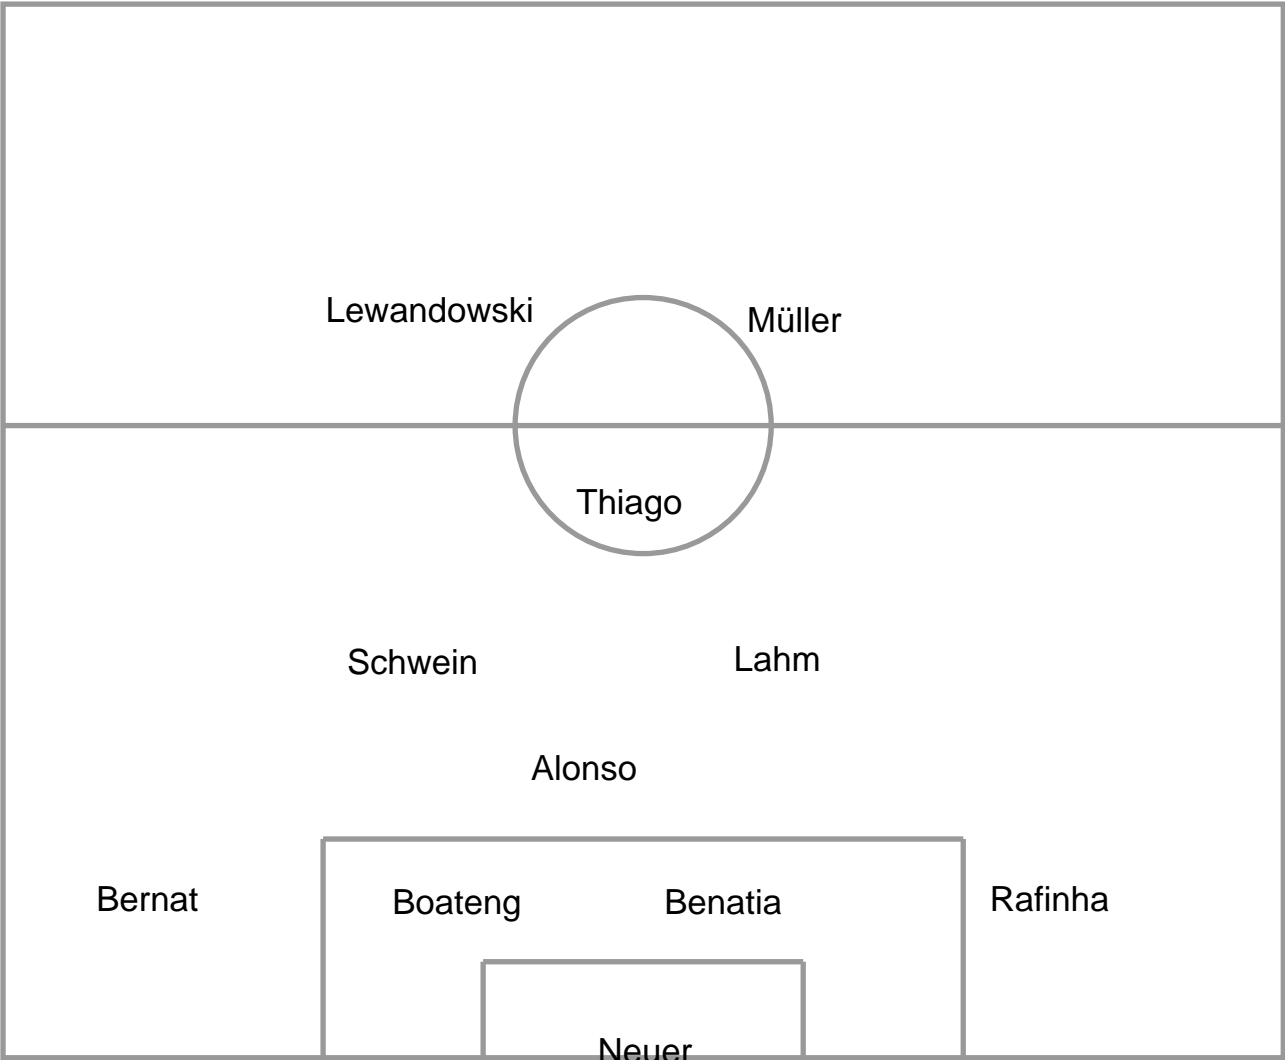 Lewandowski
Müller
Thiago
Schwein
Lahm
Alonso
Bernat
Boateng
Benatia
Rafinha
Neuer